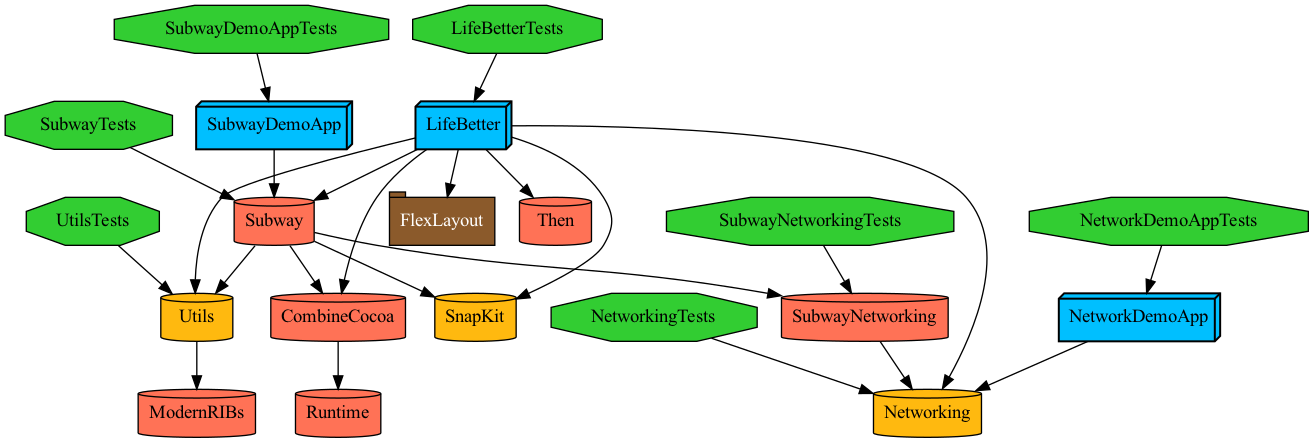 SubwayDemoAppTests
LifeBetterTests
SubwayTests
SubwayDemoApp
LifeBetter
UtilsTests
Subway
FlexLayout
Then
SubwayNetworkingTests
NetworkDemoAppTests
Utils
CombineCocoa
SnapKit
NetworkingTests
SubwayNetworking
NetworkDemoApp
ModernRIBs
Runtime
Networking